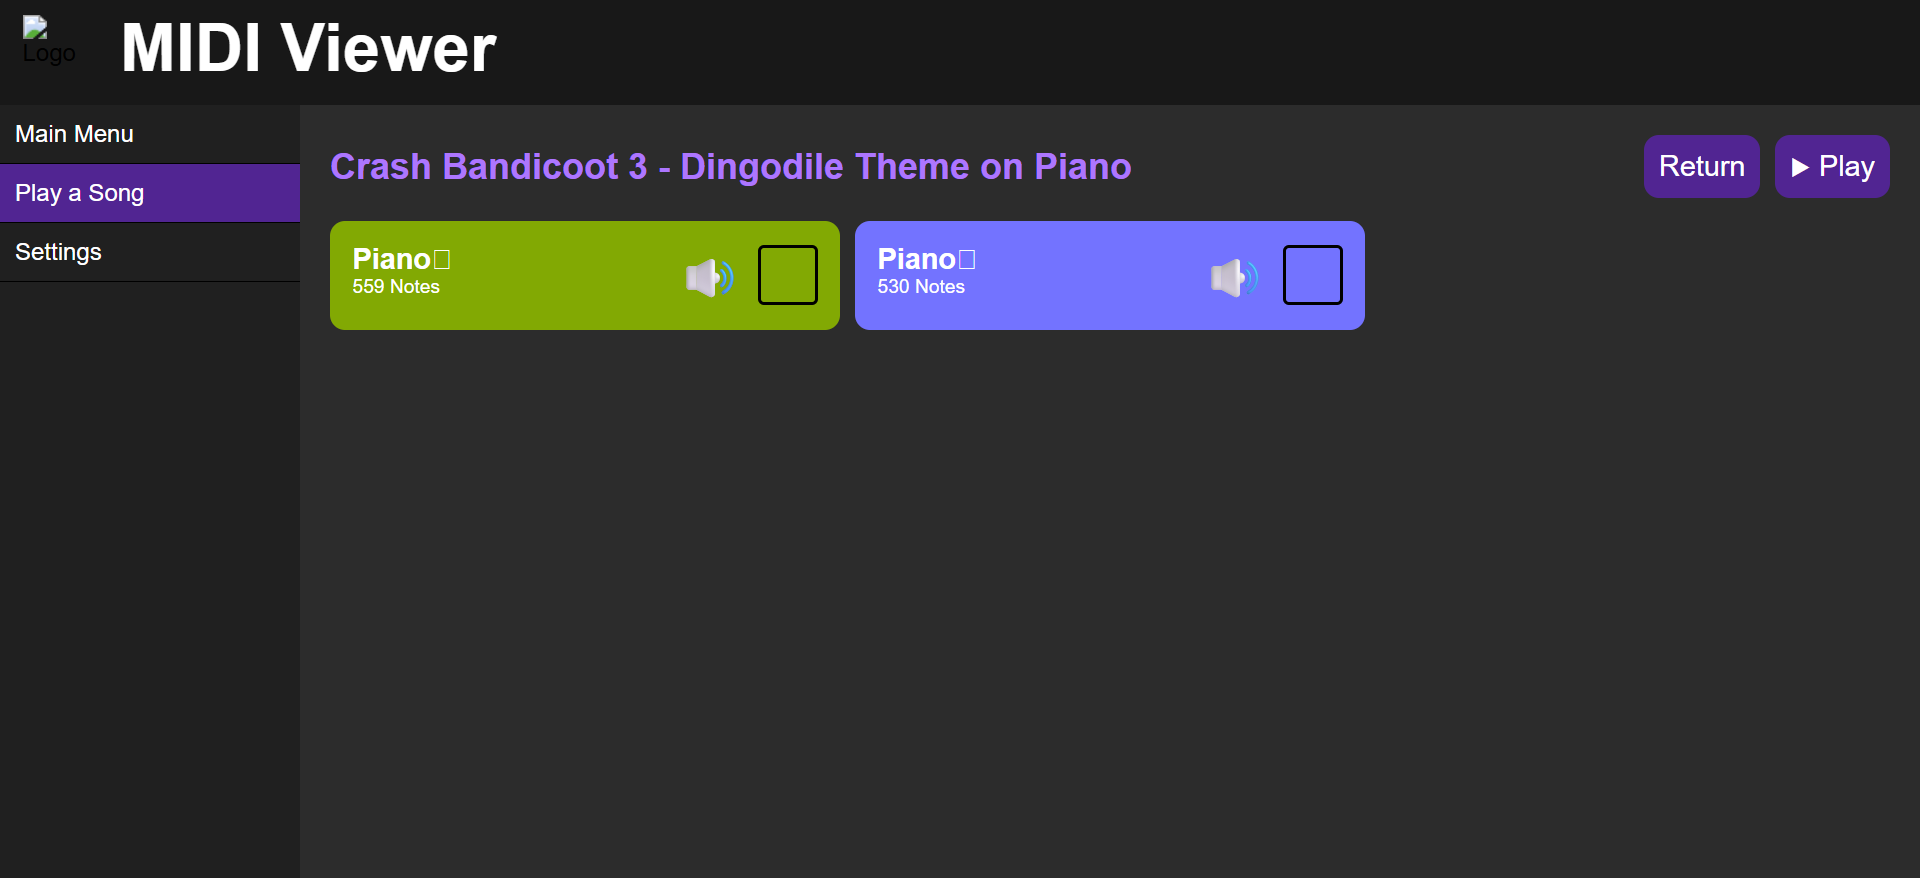 Logo
MIDI Viewer
Main Menu
Play a Song
Settings
Crash Bandicoot 3 - Dingodile Theme on Piano
Return
▶ Play
Piano
559 Notes
Piano
530 Notes